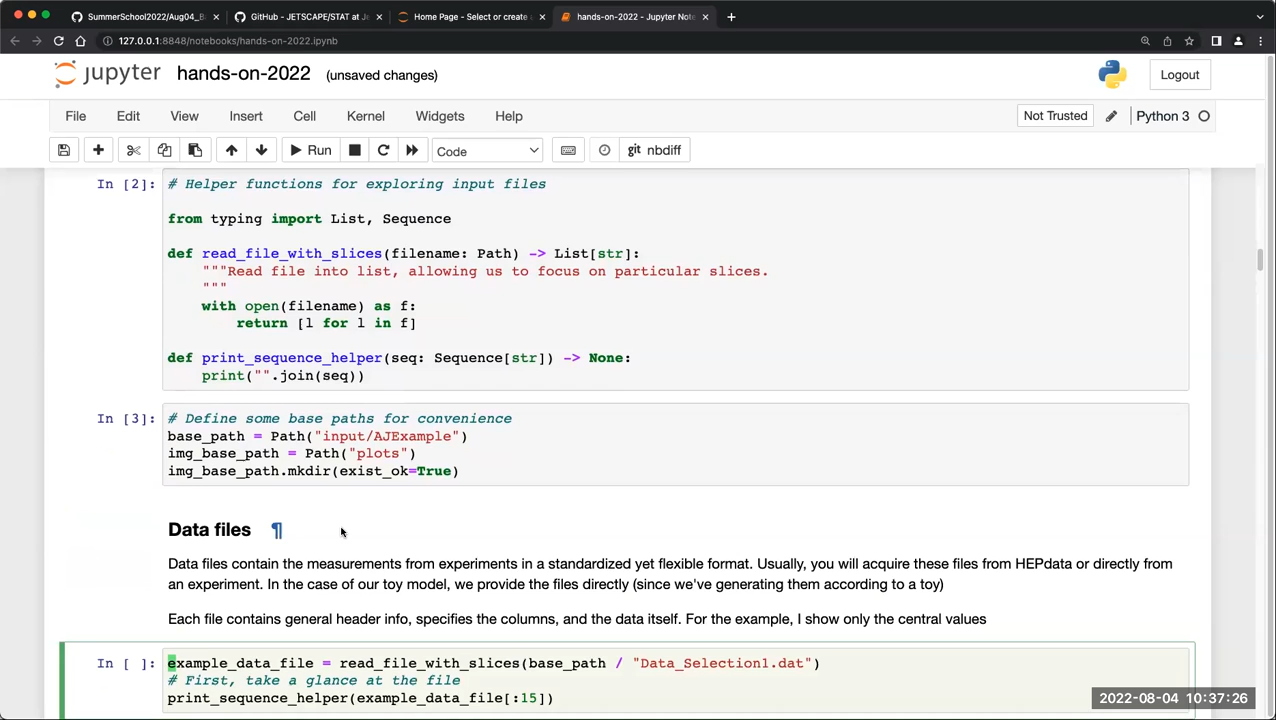 SummerSchool2022/Aug04_B
GitHub - JETSCAPE/STAT at J
Home Page - Select or create
hands-on-2022 - Jupyter Not
127.0.0.1:8848/notebooks/hands-on-2022.ipynb
jupyter hands-on-2022 (unsaved changes) Logout
File Edit View Insert Cell Kernel Widgets Help Not Trusted Python 3
Run Code git nbdiff
In [2]: # Helper functions for exploring input files
from typing import List, Sequence
def read_file_with_slices(filename: Path) -> List[str]:
"""Read file into list, allowing us to focus on particular slices.
"""
with open(filename) as f:
return [l for l in f]
def print_sequence_helper(seq: Sequence[str]) -> None:
print("".join(seq))
In [3]: # Define some base paths for convenience
base_path = Path("input/AJExample")
img_base_path = Path("plots")
img_base_path.mkdir(exist_ok=True)
Data files ¶
Data files contain the measurements from experiments in a standardized yet flexible format. Usually, you will acquire these files from HEPdata or directly from
an experiment. In the case of our toy model, we provide the files directly (since we've generating them according to a toy)
Each file contains general header info, specifies the columns, and the data itself. For the example, I show only the central values
In [ ]: example_data_file = read_file_with_slices(base_path / "Data_Selection1.dat")
# First, take a glance at the file
print_sequence_helper(example_data_file[:15])
2022-08-04 10:37:26